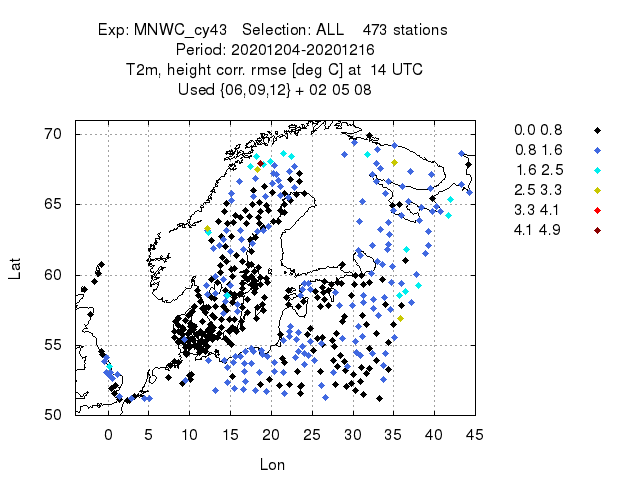 Exp: MNWC_cy43 Selection: ALL 473 stations
Period: 20201204-20201216
T2m, height corr. rmse [deg C] at 14 UTC
Used {06,09,12} + 02 05 08
70
65
60
55
50
0 5 10 15 20 25 30 35 40 45
Lat
Lon
0.0 0.8
0.8 1.6
1.6 2.5
2.5 3.3
3.3 4.1
4.1 4.9